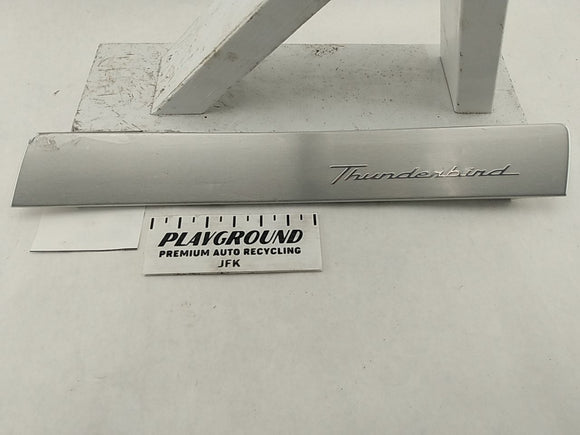 Thunderbird
PLAYGROUND
PREMIUM AUTO RECYCLING
JFK